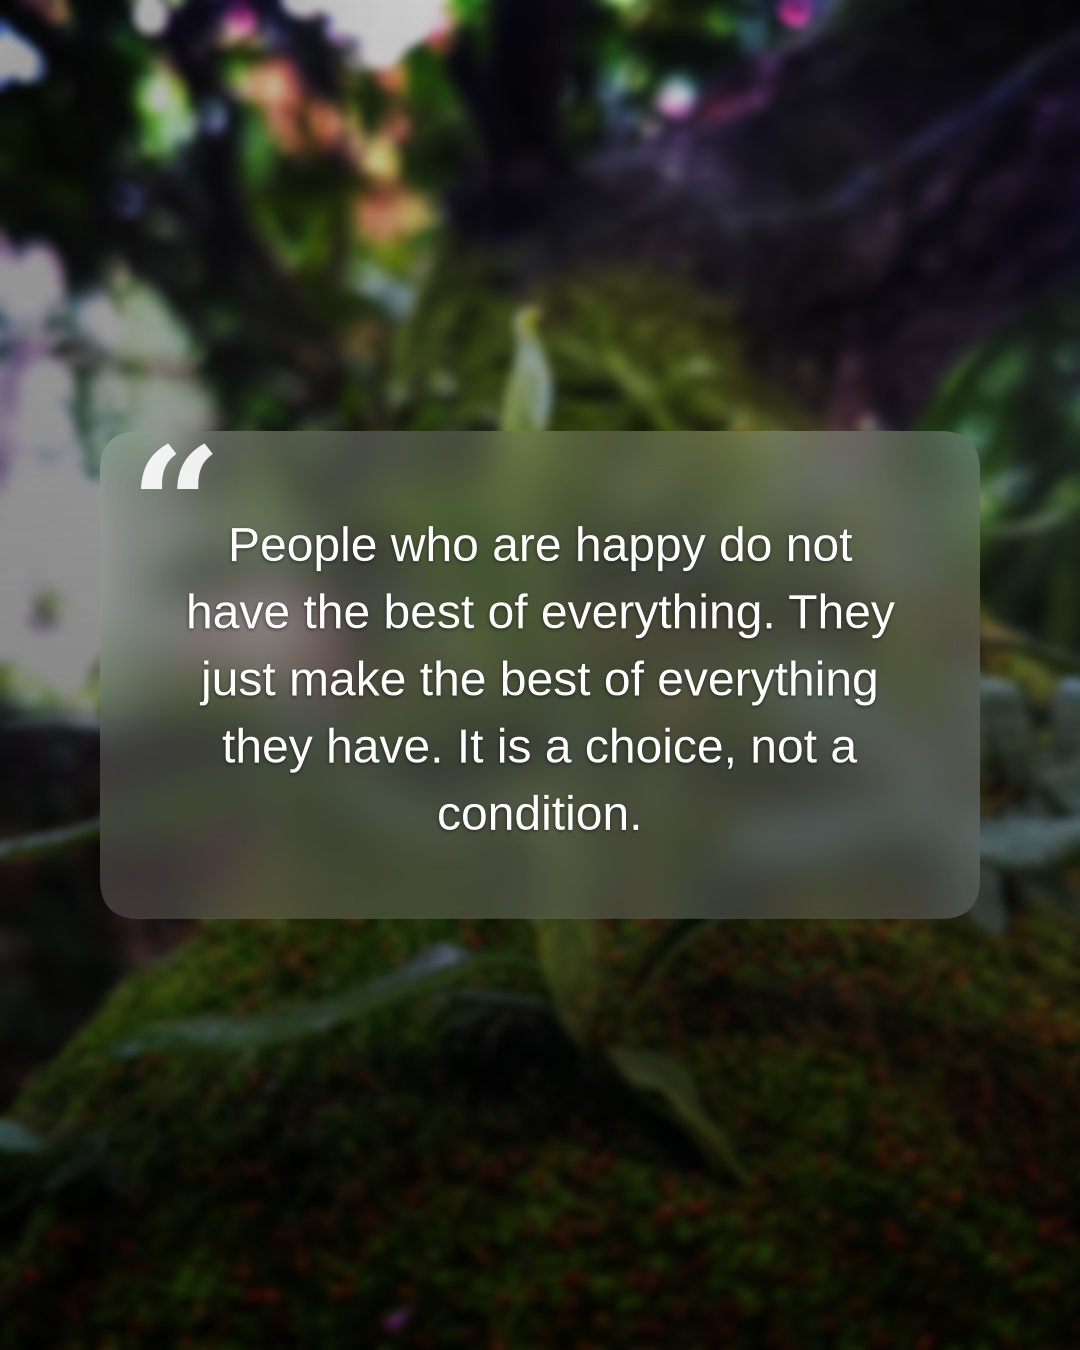 “
People who are happy do not
have the best of everything. They
just make the best of everything
they have. It is a choice, not a
condition.